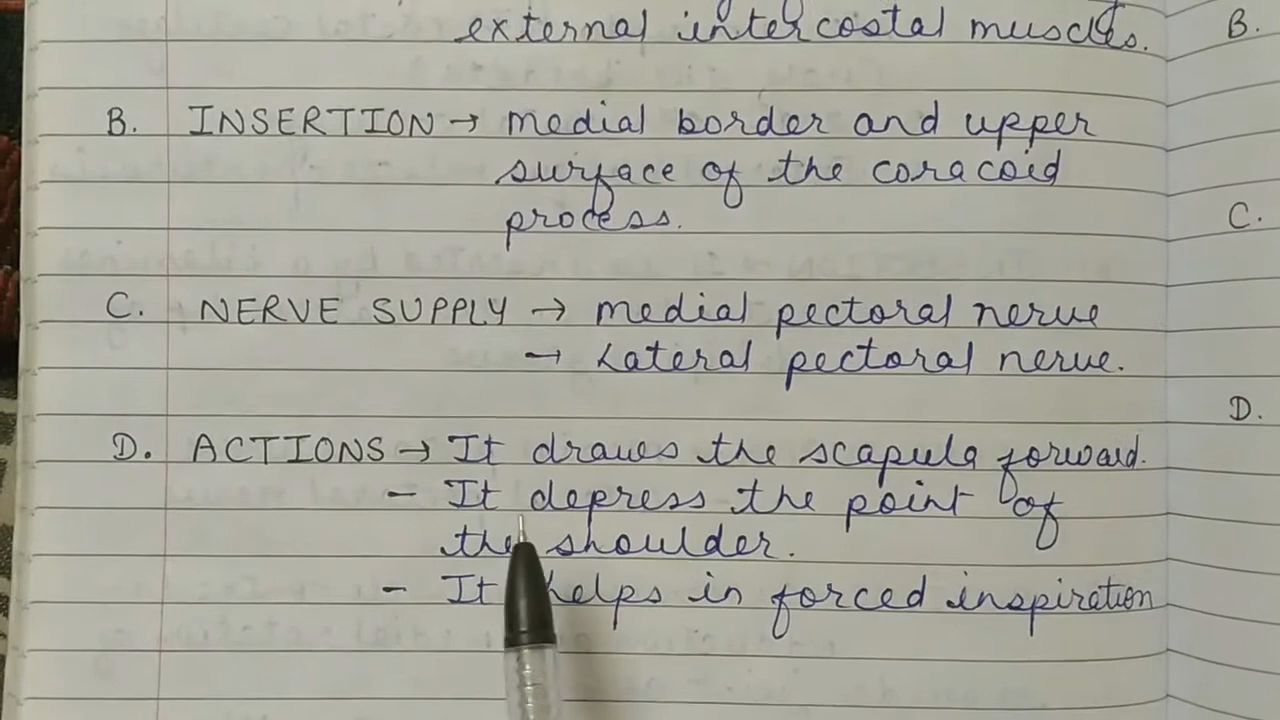 external intercostal muscles.
B. INSERTION → medial border and upper
surface of the coracoid
process.
C. NERVE SUPPLY → medial pectoral nerve
→ Lateral pectoral nerve.
D. ACTIONS → It draws the scapula forward.
- It depress the point of
the shoulder.
- It helps in forced inspiration
B.
C.
D.